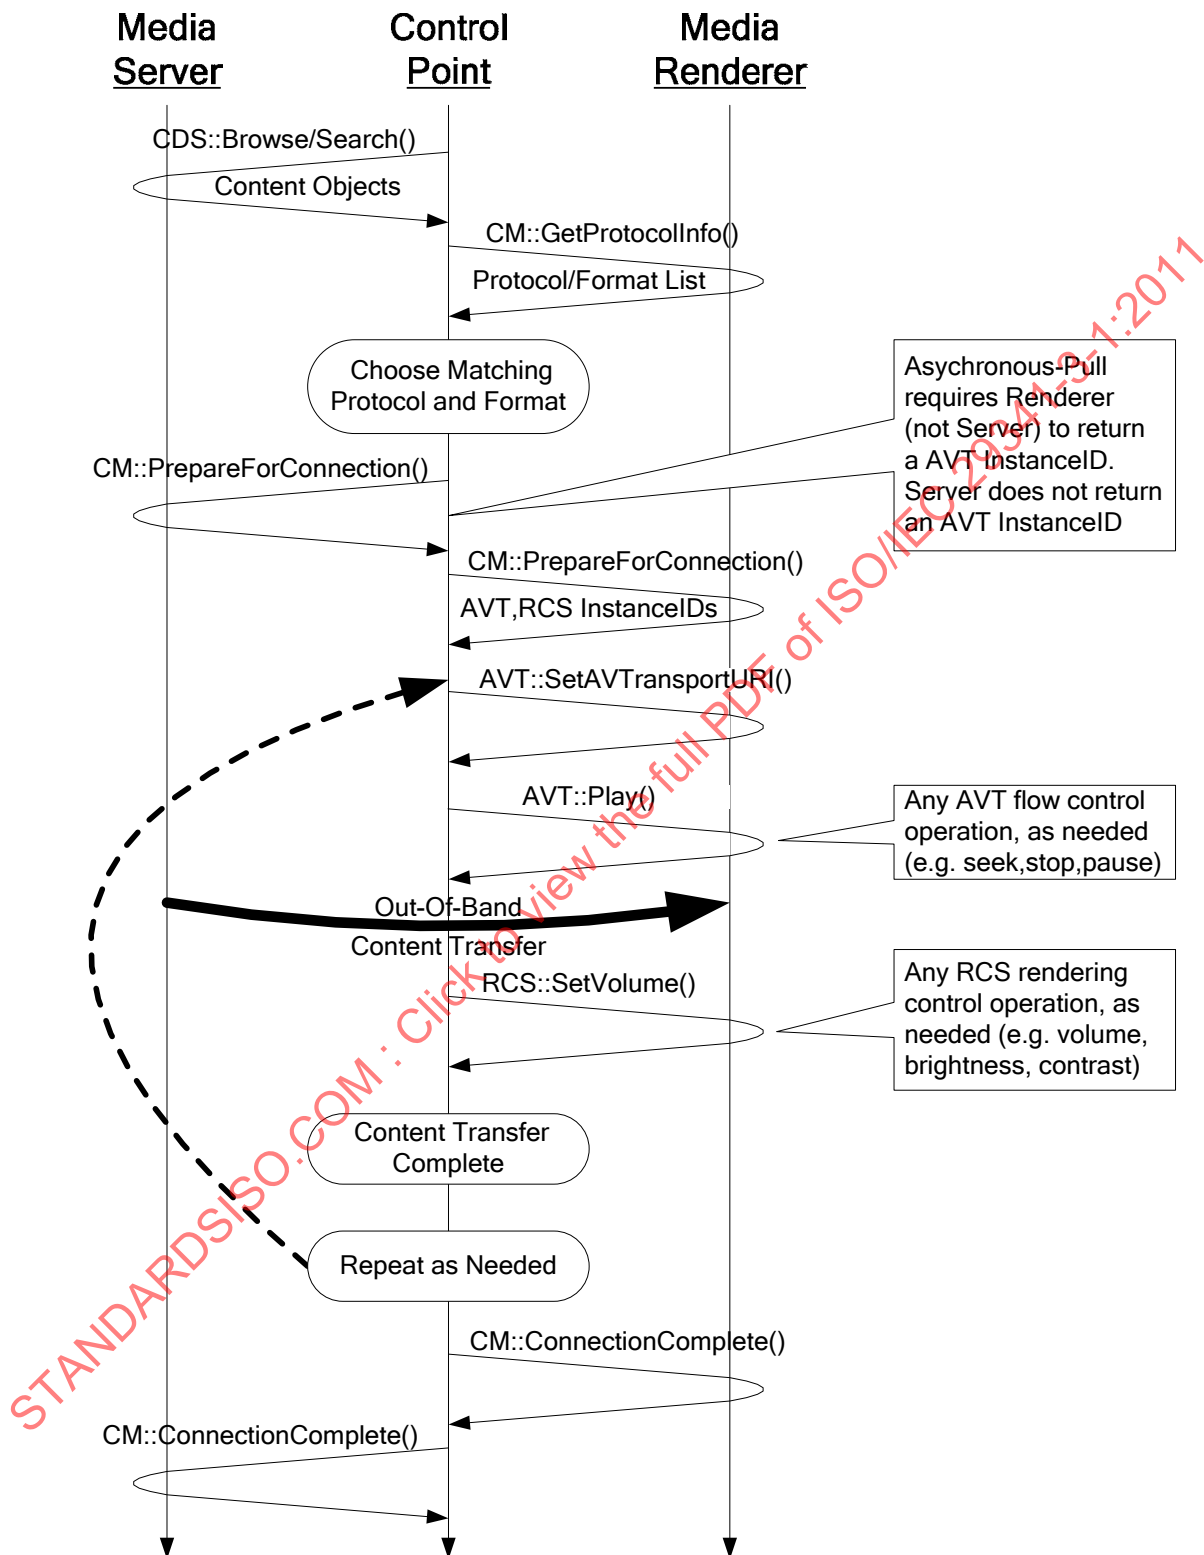 Media
Server
Control
Point
Media
Renderer
CDS::Browse/Search()
Content Objects
CM::GetProtocolInfo()
Protocol/Format List
Choose Matching
Protocol and Format
Asychronous-Pull
requires Renderer
(not Server) to return
a AVT InstanceID.
Server does not return
an AVT InstanceID
CM::PrepareForConnection()
CM::PrepareForConnection()
AVT,RCS InstanceIDs
AVT::SetAVTransportURI()
AVT::Play()
Any AVT flow control
operation, as needed
(e.g. seek,stop,pause)
Out-Of-Band
Content Transfer
RCS::SetVolume()
Any RCS rendering
control operation, as
needed (e.g. volume,
brightness, contrast)
Content Transfer
Complete
Repeat as Needed
CM::ConnectionComplete()
CM::ConnectionComplete()
STANDARDSISO.COM : Click to view the full PDF of ISO/IEC 29341-3-1:2011